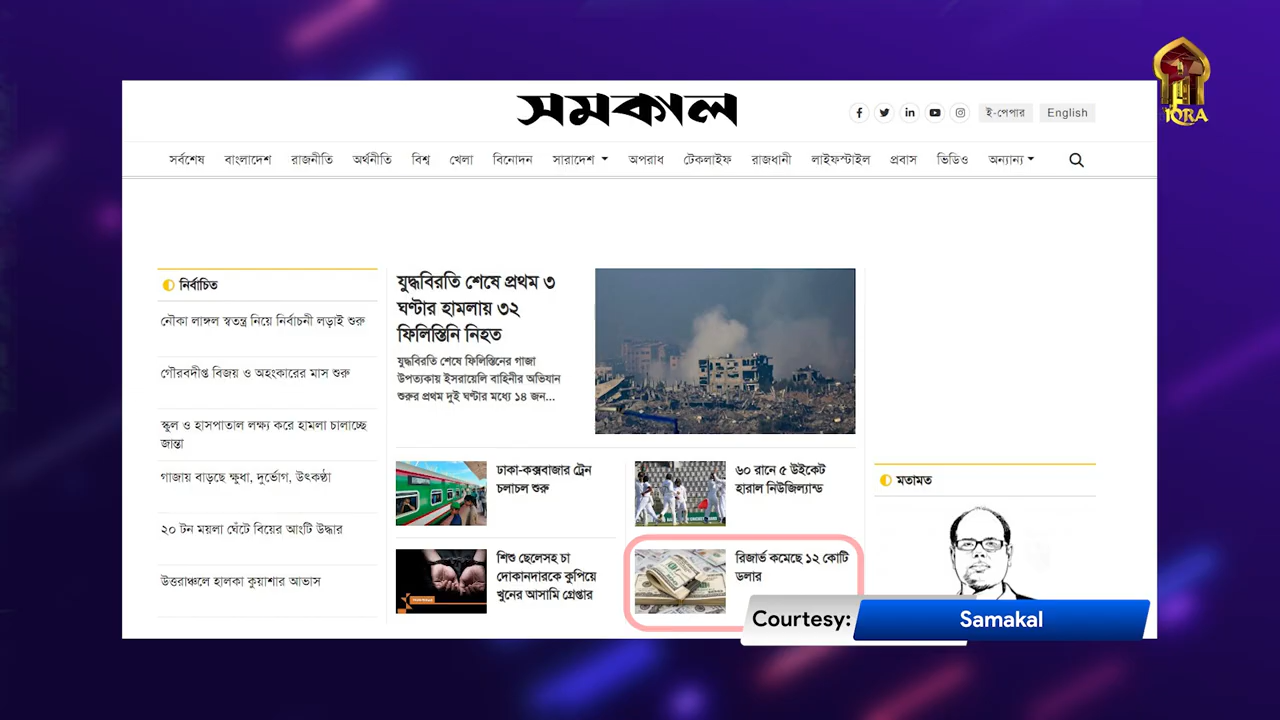 সমকাল
ই-পেপার
English
IQRA
সর্বশেষ বাংলাদেশ রাজনীতি অর্থনীতি বিশ্ব খেলা বিনোদন সারাদেশ অপরাধ টেকলাইফ রাজধানী লাইফস্টাইল প্রবাস ভিডিও অন্যান্য
নির্বাচিত
নৌকা লাঙ্গল স্বতন্ত্র নিয়ে নির্বাচনী লড়াই শুরু
গৌরবদীপ্ত বিজয় ও অহংকারের মাস শুরু
স্কুল ও হাসপাতাল লক্ষ্য করে হামলা চালাচ্ছে
জান্তা
গাজায় বাড়ছে ক্ষুধা, দুর্ভোগ, উৎকণ্ঠা
২০ টন ময়লা ঘেঁটে বিয়ের আংটি উদ্ধার
উত্তরাঞ্চলে হালকা কুয়াশার আভাস
যুদ্ধবিরতি শেষে প্রথম ৩
ঘণ্টার হামলায় ৩২
ফিলিস্তিনি নিহত
যুদ্ধবিরতি শেষে ফিলিস্তিনের গাজা
উপত্যকায় ইসরায়েলি বাহিনীর অভিযান
শুরুর প্রথম দুই ঘণ্টার মধ্যে ১৪ জন...
ঢাকা-কক্সবাজার ট্রেন
চলাচল শুরু
৬০ রানে ৫ উইকেট
হারাল নিউজিল্যান্ড
শিশু ছেলেসহ চা
দোকানদারকে কুপিয়ে
খুনের আসামি গ্রেপ্তার
রিজার্ভ কমেছে ১২ কোটি
ডলার
মতামত
Courtesy: Samakal